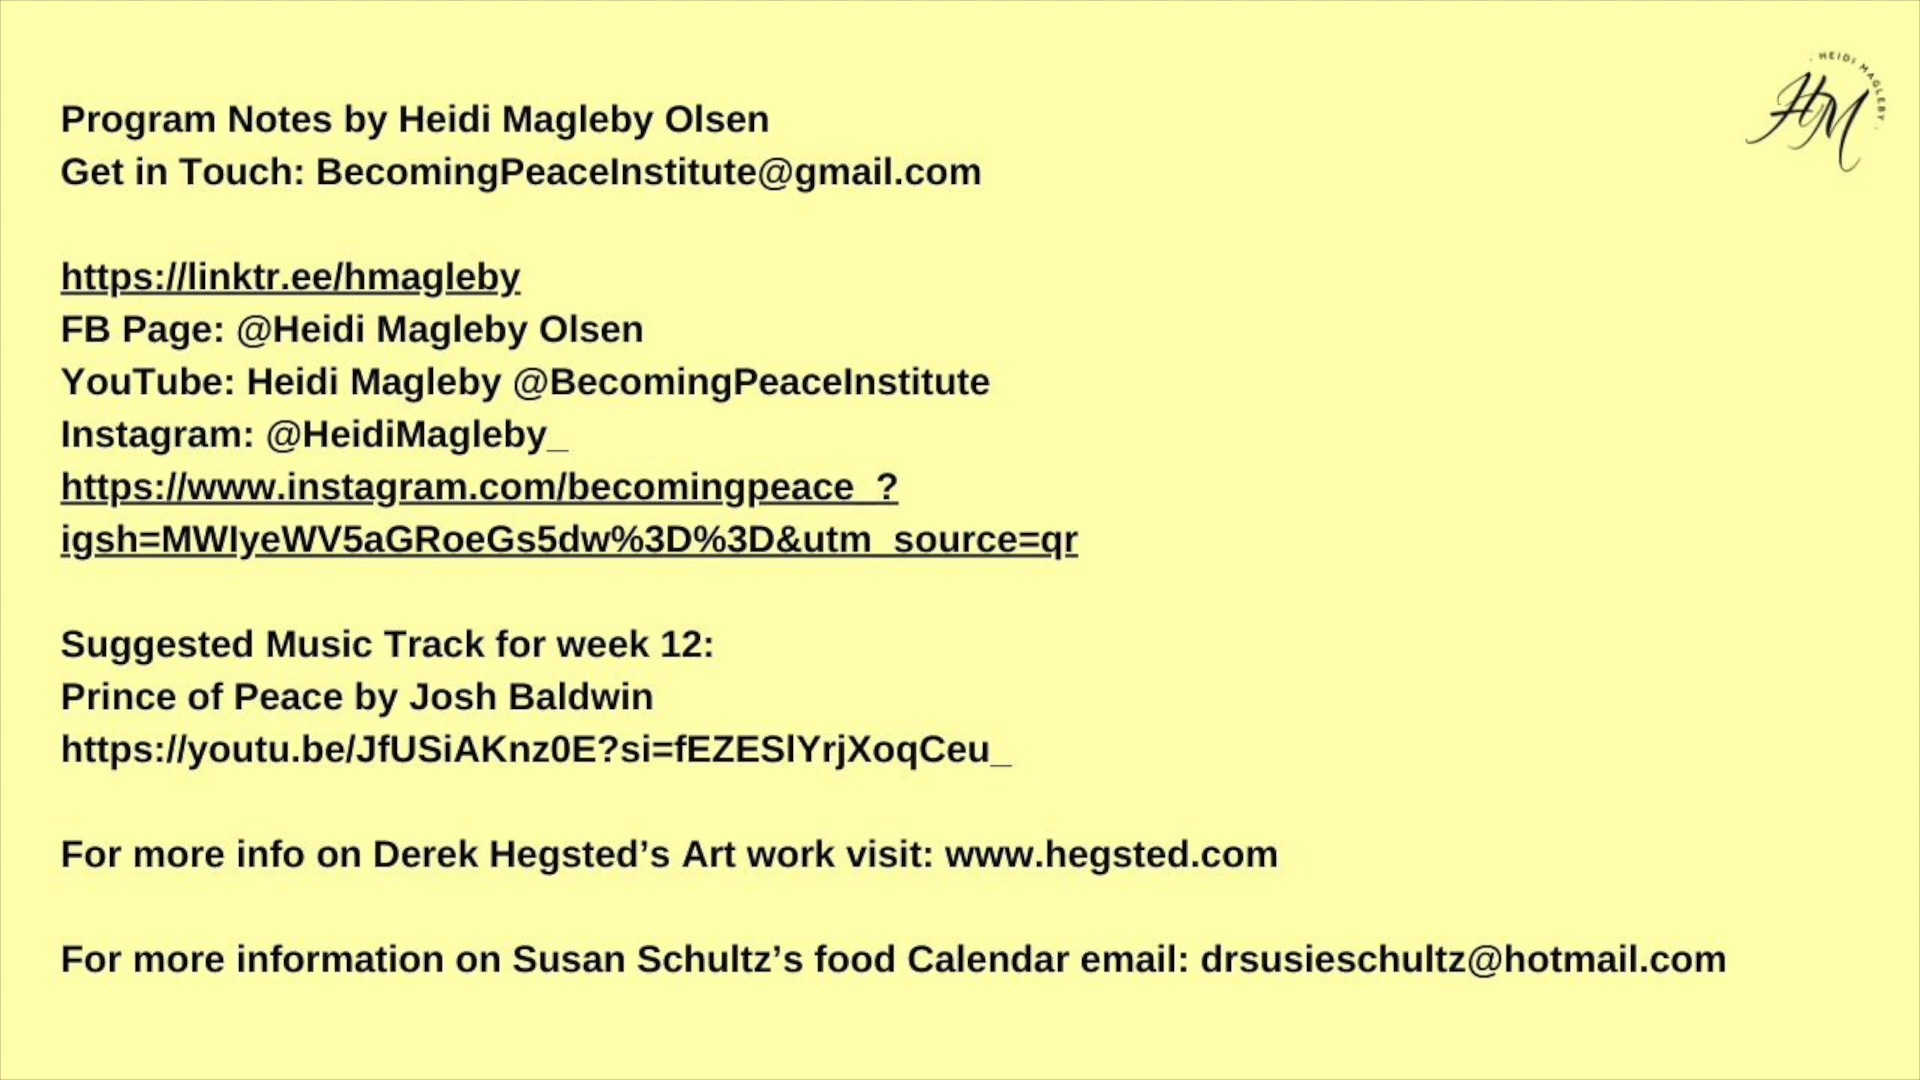 Program Notes by Heidi Magleby Olsen
Get in Touch: BecomingPeaceInstitute@gmail.com
https://linktr.ee/hmagleby
FB Page: @Heidi Magleby Olsen
YouTube: Heidi Magleby @BecomingPeaceInstitute
Instagram: @HeidiMagleby_
https://www.instagram.com/becomingpeace_?
igsh=MWIyeWV5aGRoeGs5dw%3D%3D&utm_source=qr
Suggested Music Track for week 12:
Prince of Peace by Josh Baldwin
https://youtu.be/JfUSiAKnz0E?si=fEZESlYrjXoqCeu_
For more info on Derek Hegsted’s Art work visit: www.hegsted.com
For more information on Susan Schultz’s food Calendar email: drsusieschultz@hotmail.com
· HEIDI MAGLEBY ·
HM